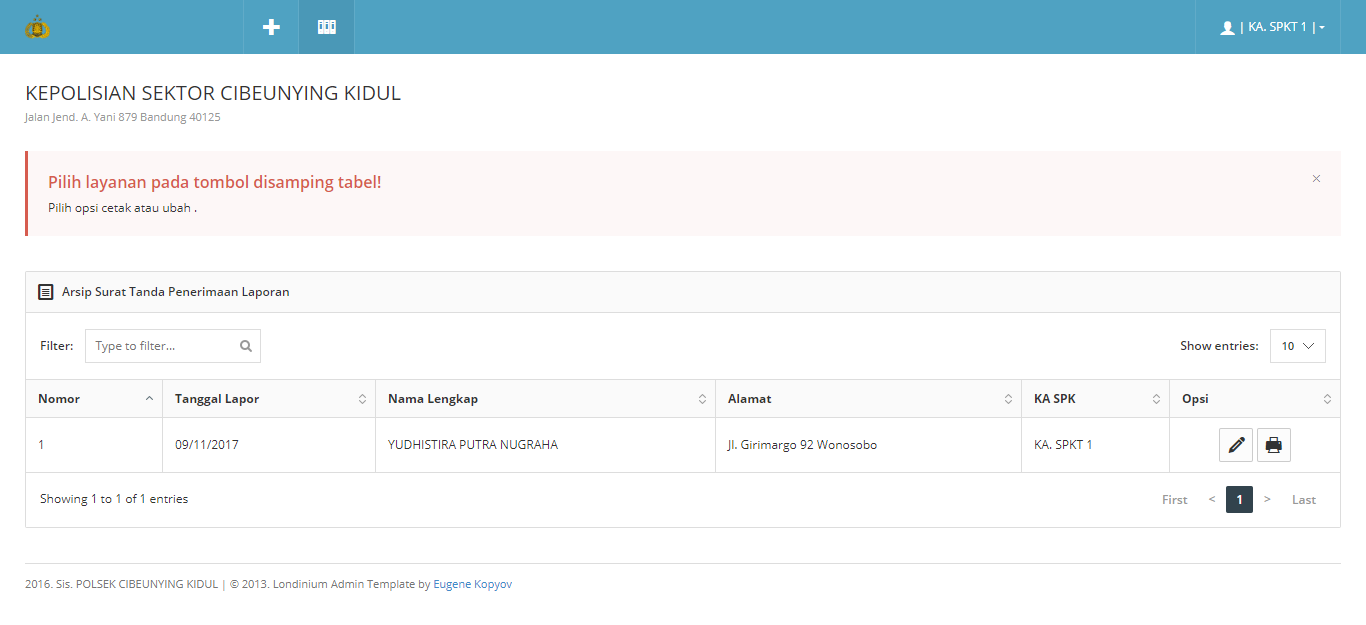 | KA. SPKT 1 |
KEPOLISIAN SEKTOR CIBEUNYING KIDUL
Jalan Jend. A. Yani 879 Bandung 40125
Pilih layanan pada tombol disamping tabel!
Pilih opsi cetak atau ubah .
Arsip Surat Tanda Penerimaan Laporan
Filter: Type to filter... Show entries: 10
Nomor Tanggal Lapor Nama Lengkap Alamat KA SPK Opsi
1 09/11/2017 YUDHISTIRA PUTRA NUGRAHA Jl. Girimargo 92 Wonosobo KA. SPKT 1
Showing 1 to 1 of 1 entries First < 1 > Last
2016. Sis. POLSEK CIBEUNYING KIDUL | © 2013. Londinium Admin Template by Eugene Kopyov